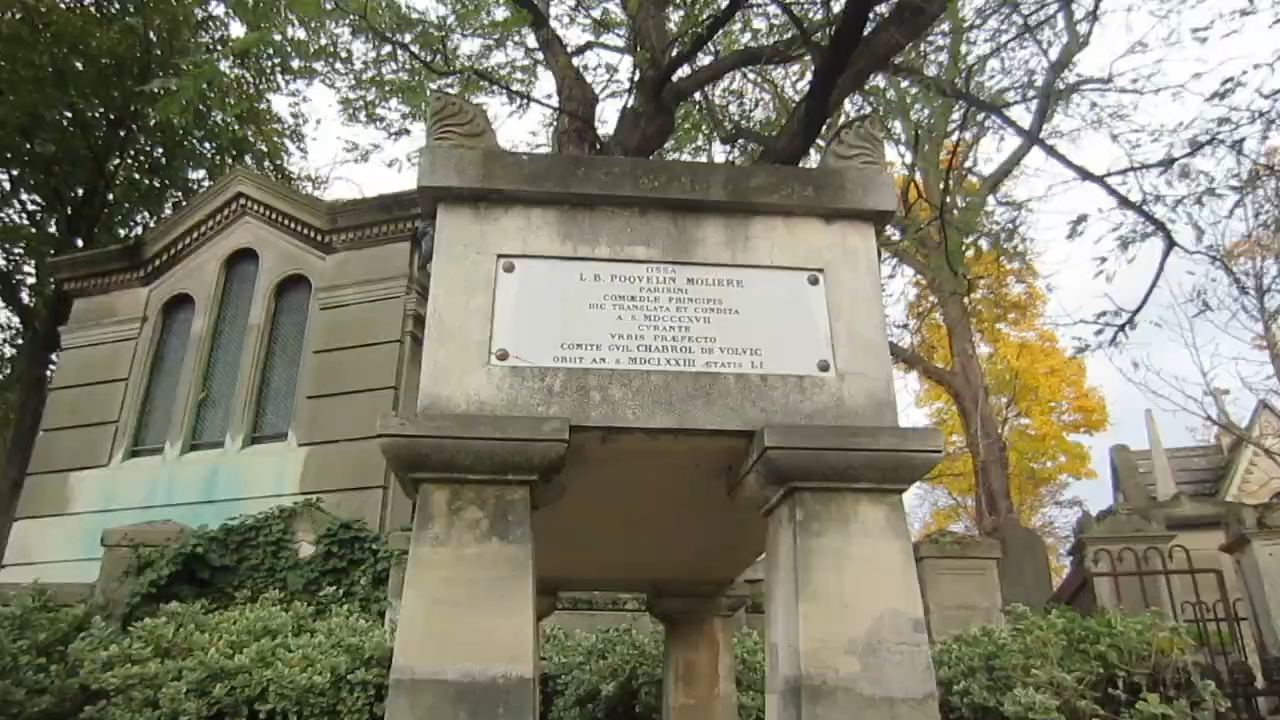 OSSA
L. B. POQVELIN MOLIERE
PARISINI
COMŒDLE PRINCIPIS
HIC TRANSLATA ET CONDITA
A. S. MDCCCXVII
CVRANTE
VRBIS PRÆFECTO
COMITE GVIL. CHABROL DE VOLVIC
OBIIT AN. S. MDCLXXIII ÆTATIS LI